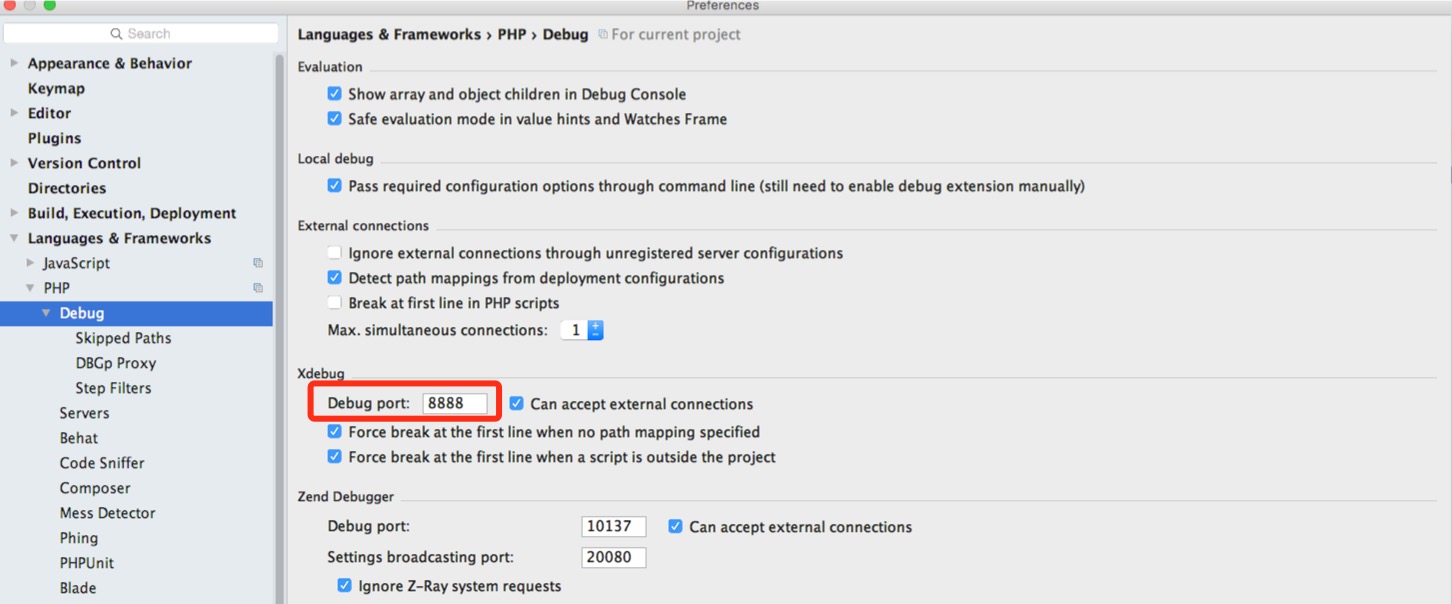 Preferences
Search
Appearance & Behavior
Keymap
Editor
Plugins
Version Control
Directories
Build, Execution, Deployment
Languages & Frameworks
JavaScript
PHP
Debug
Skipped Paths
DBGp Proxy
Step Filters
Servers
Behat
Code Sniffer
Composer
Mess Detector
Phing
PHPUnit
Blade
Languages & Frameworks › PHP › Debug For current project
Evaluation
Show array and object children in Debug Console
Safe evaluation mode in value hints and Watches Frame
Local debug
Pass required configuration options through command line (still need to enable debug extension manually)
External connections
Ignore external connections through unregistered server configurations
Detect path mappings from deployment configurations
Break at first line in PHP scripts
Max. simultaneous connections: 1
Xdebug
Debug port: 8888 Can accept external connections
Force break at the first line when no path mapping specified
Force break at the first line when a script is outside the project
Zend Debugger
Debug port: 10137 Can accept external connections
Settings broadcasting port: 20080
Ignore Z-Ray system requests